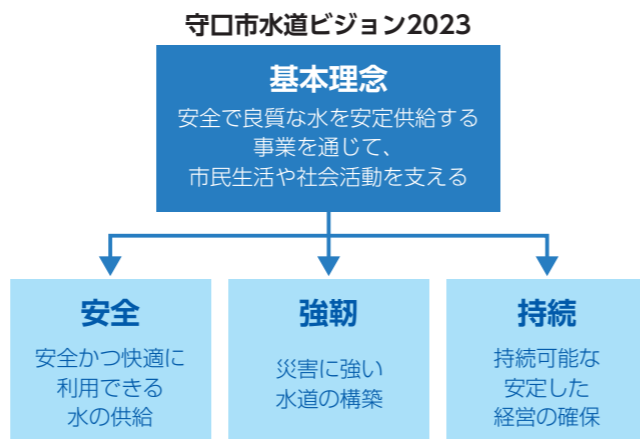 守口市水道ビジョン2023
基本理念
安全で良質な水を安定供給する
事業を通じて、
市民生活や社会活動を支える
安全
安全かつ快適に
利用できる
水の供給
強靭
災害に強い
水道の構築
持続
持続可能な
安定した
経営の確保